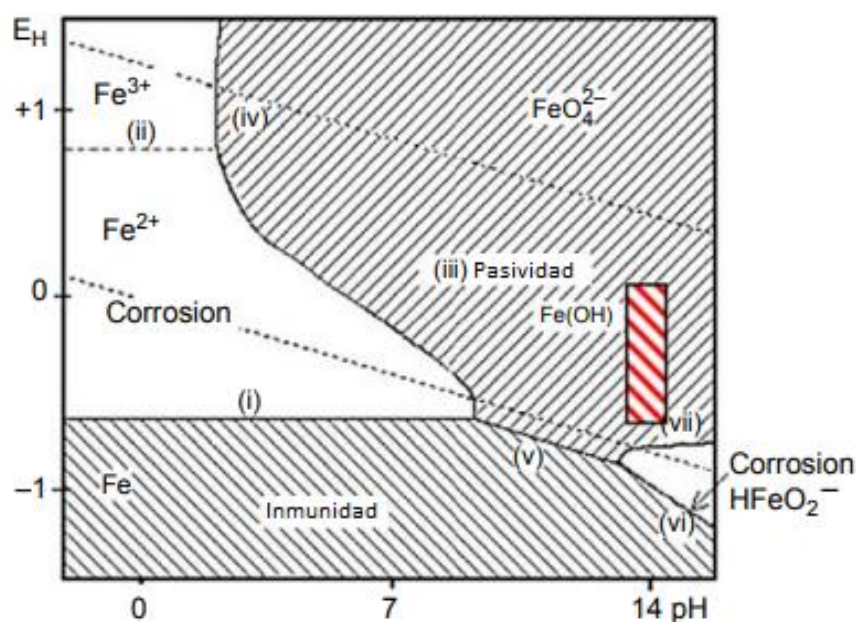 E_H
+1
Fe³⁺
(ii)
(iv)
FeO₄²⁻
Fe²⁺
(iii) Pasividad
0
Corrosion
Fe(OH)
(i)
(vii)
(v)
–1
Fe
Inmunidad
(vi)
Corrosion
HFeO₂⁻
0
7
14 pH